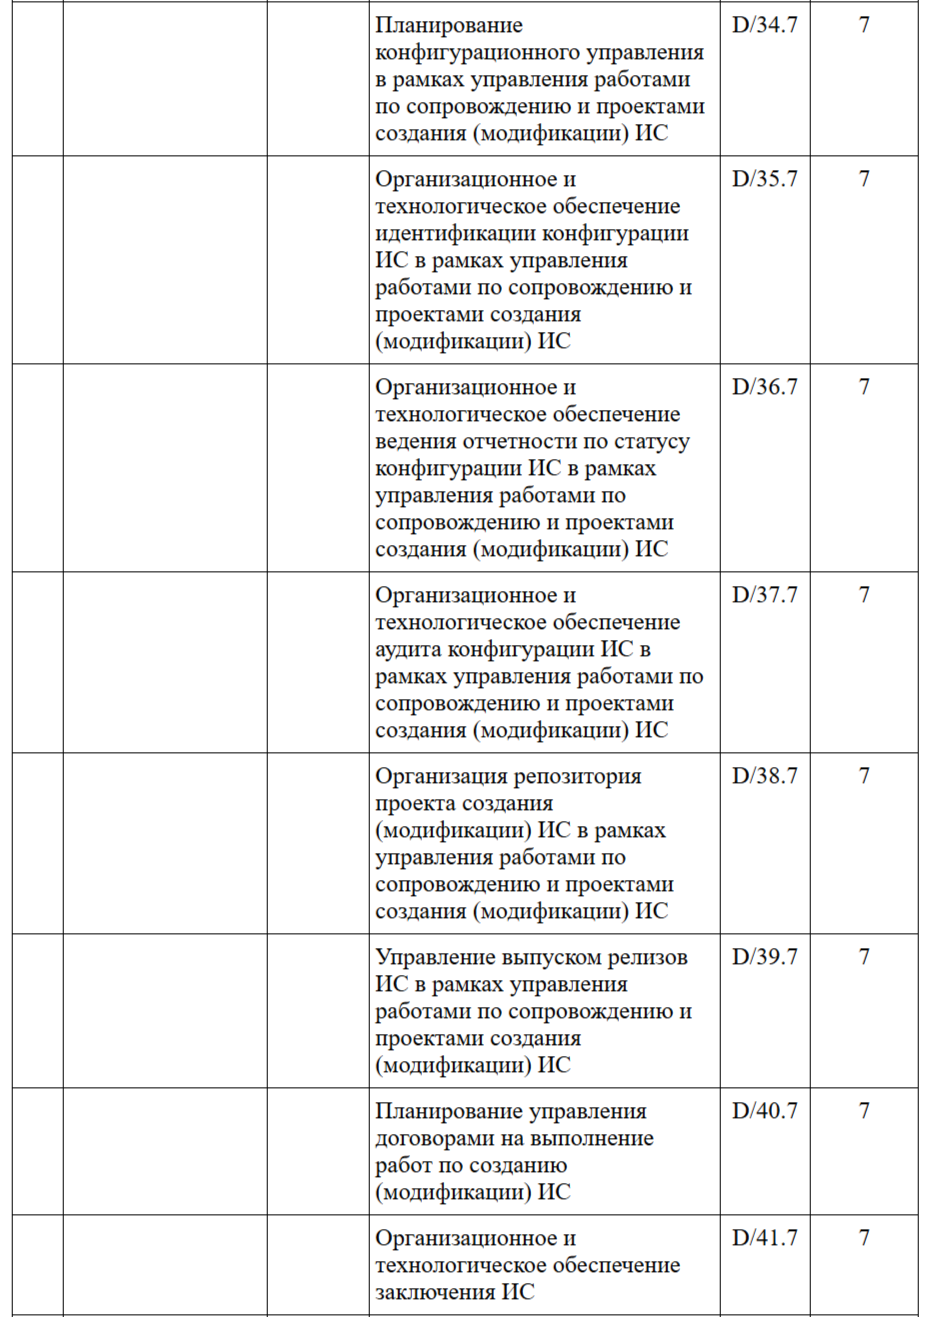 Планирование D/34.7 7
конфигурационного управления
в рамках управления работами
по сопровождению и проектами
создания (модификации) ИС
Организационное и D/35.7 7
технологическое обеспечение
идентификации конфигурации
ИС в рамках управления
работами по сопровождению и
проектами создания
(модификации) ИС
Организационное и D/36.7 7
технологическое обеспечение
ведения отчетности по статусу
конфигурации ИС в рамках
управления работами по
сопровождению и проектами
создания (модификации) ИС
Организационное и D/37.7 7
технологическое обеспечение
аудита конфигурации ИС в
рамках управления работами по
сопровождению и проектами
создания (модификации) ИС
Организация репозитория D/38.7 7
проекта создания
(модификации) ИС в рамках
управления работами по
сопровождению и проектами
создания (модификации) ИС
Управление выпуском релизов D/39.7 7
ИС в рамках управления
работами по сопровождению и
проектами создания
(модификации) ИС
Планирование управления D/40.7 7
договорами на выполнение
работ по созданию
(модификации) ИС
Организационное и D/41.7 7
технологическое обеспечение
заключения ИС